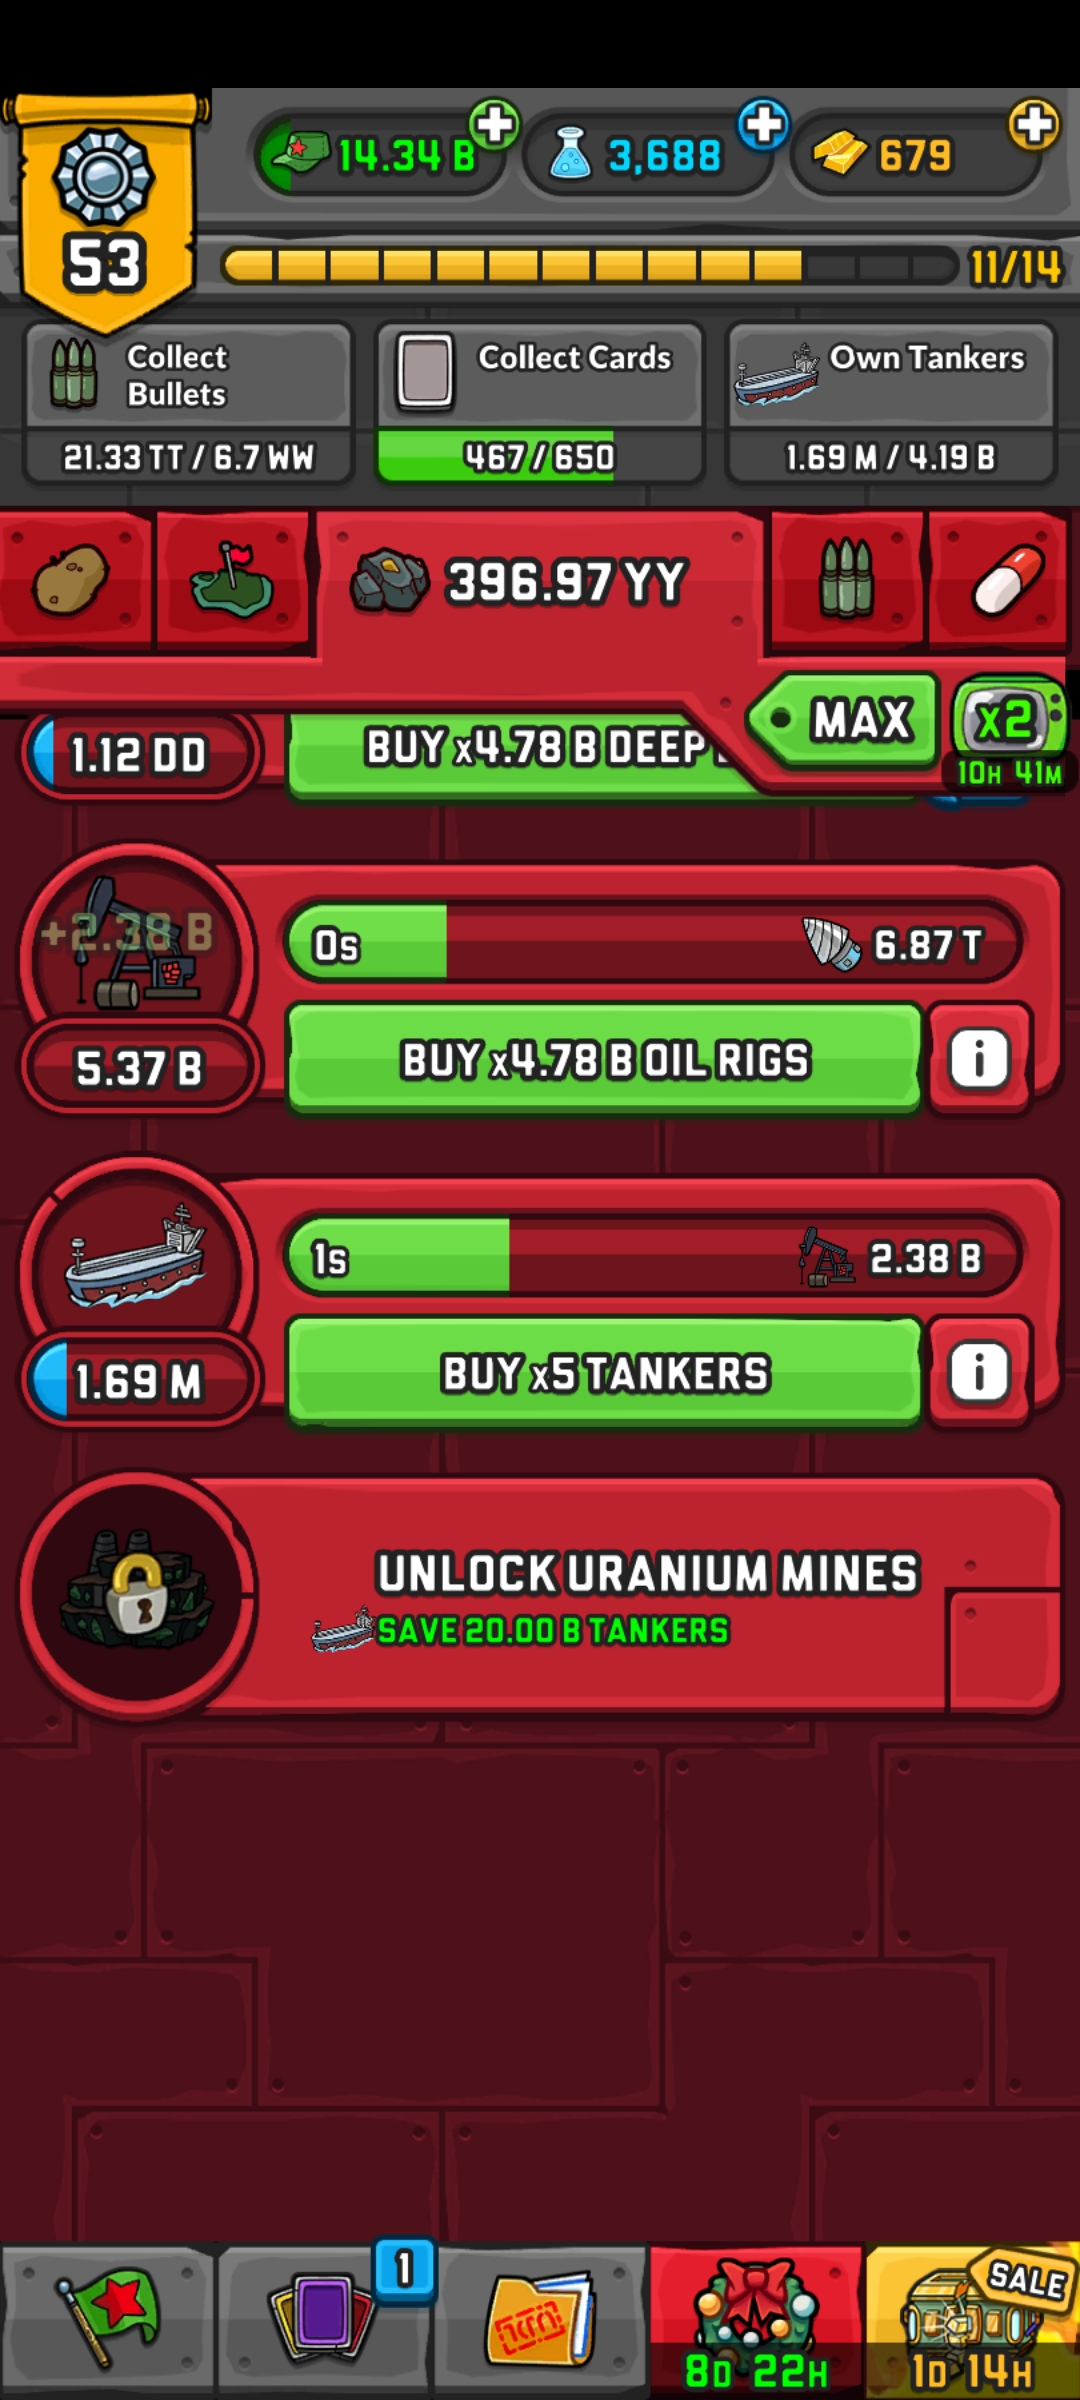 14.34 B
3,688
679
53
11/14
Collect
Bullets
Collect Cards
Own Tankers
21.33 TT / 6.7 WW
467 / 650
1.69 M / 4.19 B
396.97 YY
MAX
x2
10H 41M
1.12 DD
BUY x4.78 B DEEP
+2.38 B
0s
6.87 T
5.37 B
BUY x4.78 B OIL RIGS
i
1s
2.38 B
1.69 M
BUY x5 TANKERS
i
UNLOCK URANIUM MINES
SAVE 20.00 B TANKERS
1
SALE
8D 22H
1D 14H